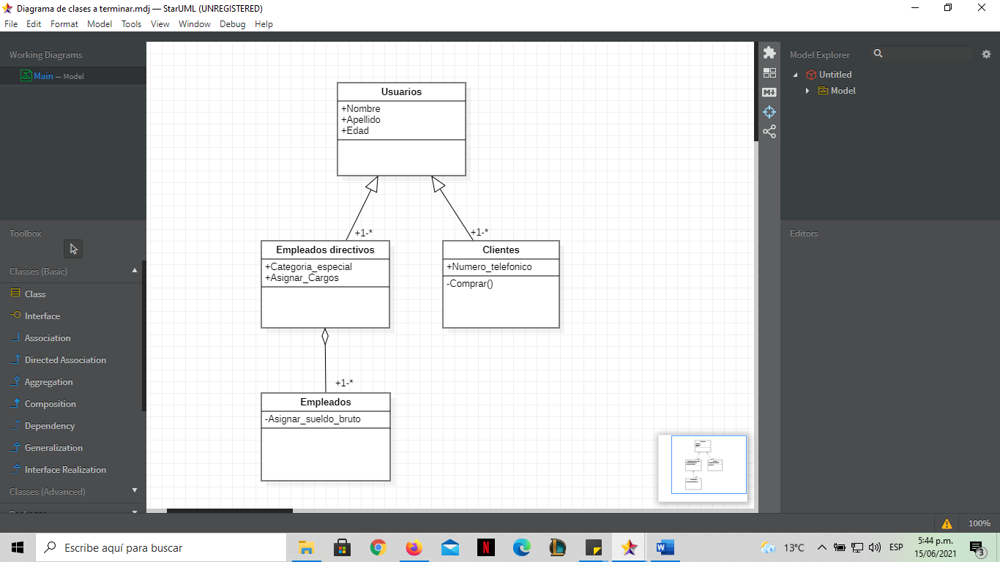 Diagrama de clases a terminar.mdj — StarUML (UNREGISTERED)
File Edit Format Model Tools View Window Debug Help
Working Diagrams
Main — Model
Toolbox
Classes (Basic)
Class
Interface
Association
Directed Association
Aggregation
Composition
Dependency
Generalization
Interface Realization
Classes (Advanced)
Usuarios
+Nombre
+Apellido
+Edad
+1-*
+1-*
Empleados directivos
+Categoria_especial
+Asignar_Cargos
Clientes
+Numero_telefonico
-Comprar()
+1-*
Empleados
-Asignar_sueldo_bruto
M
Model Explorer
Untitled
Model
Editors
100%
Escribe aquí para buscar
N
W
13°C
ESP
5:44 p.m.
15/06/2021
3